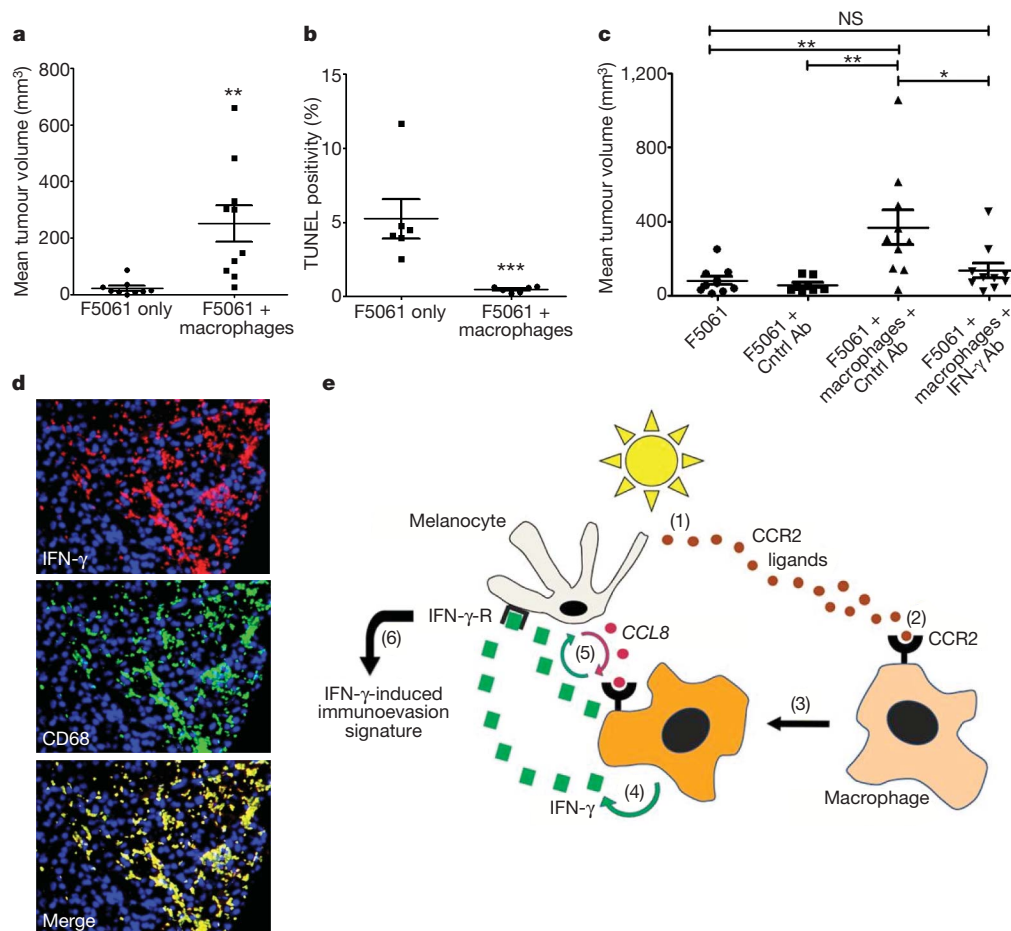 a
Mean tumour volume (mm³)
800
600
400
200
0
**
F5061 only
F5061 +
macrophages
b
TUNEL positivity (%)
15
10
5
0
***
F5061 only
F5061 +
macrophages
c
Mean tumour volume (mm³)
NS
**
**
*
1,200
800
400
0
F5061
F5061 +
Cntrl Ab
F5061 +
macrophages +
Cntrl Ab
F5061 +
macrophages +
IFN-γ Ab
d
IFN-γ
CD68
Merge
e
Melanocyte
(1)
CCR2
ligands
(2)
CCR2
IFN-γ-R
(6)
CCL8
(5)
(3)
IFN-γ-induced
immunoevasion
signature
(4)
IFN-γ
Macrophage